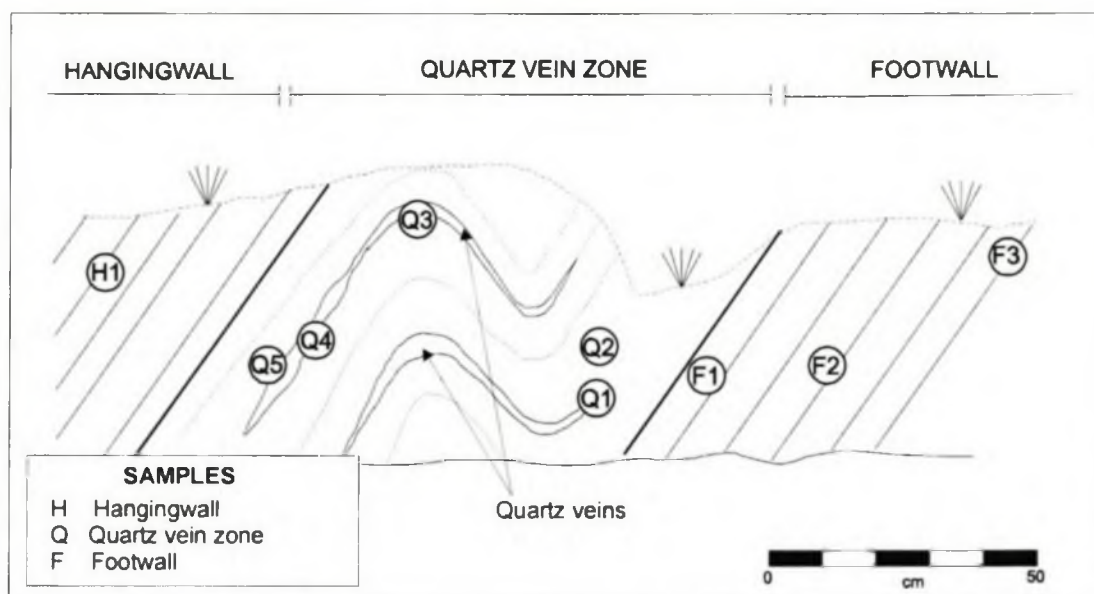 HANGINGWALL QUARTZ VEIN ZONE FOOTWALL
Q3
H1
F3
Q4
Q2
Q5
F2
F1
Q1
SAMPLES
H Hangingwall
Q Quartz vein zone
F Footwall
Quartz veins
0 50
cm